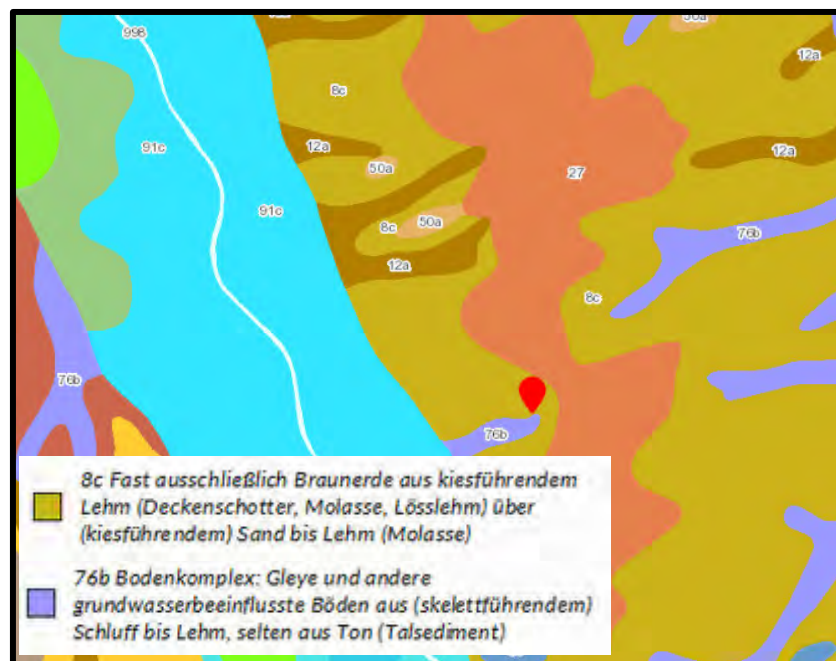 998
50a
8c
12a
91c
12a
12a
50a
27
91c
50a
8c
76b
12a
8c
76b
76b
8c Fast ausschließlich Braunerde aus kiesführendem
Lehm (Deckenschotter, Molasse, Lösslehm) über
(kiesführendem) Sand bis Lehm (Molasse)
76b Bodenkomplex: Gleye und andere
grundwasserbeeinflusste Böden aus (skelettführendem)
Schluff bis Lehm, selten aus Ton (Talsediment)